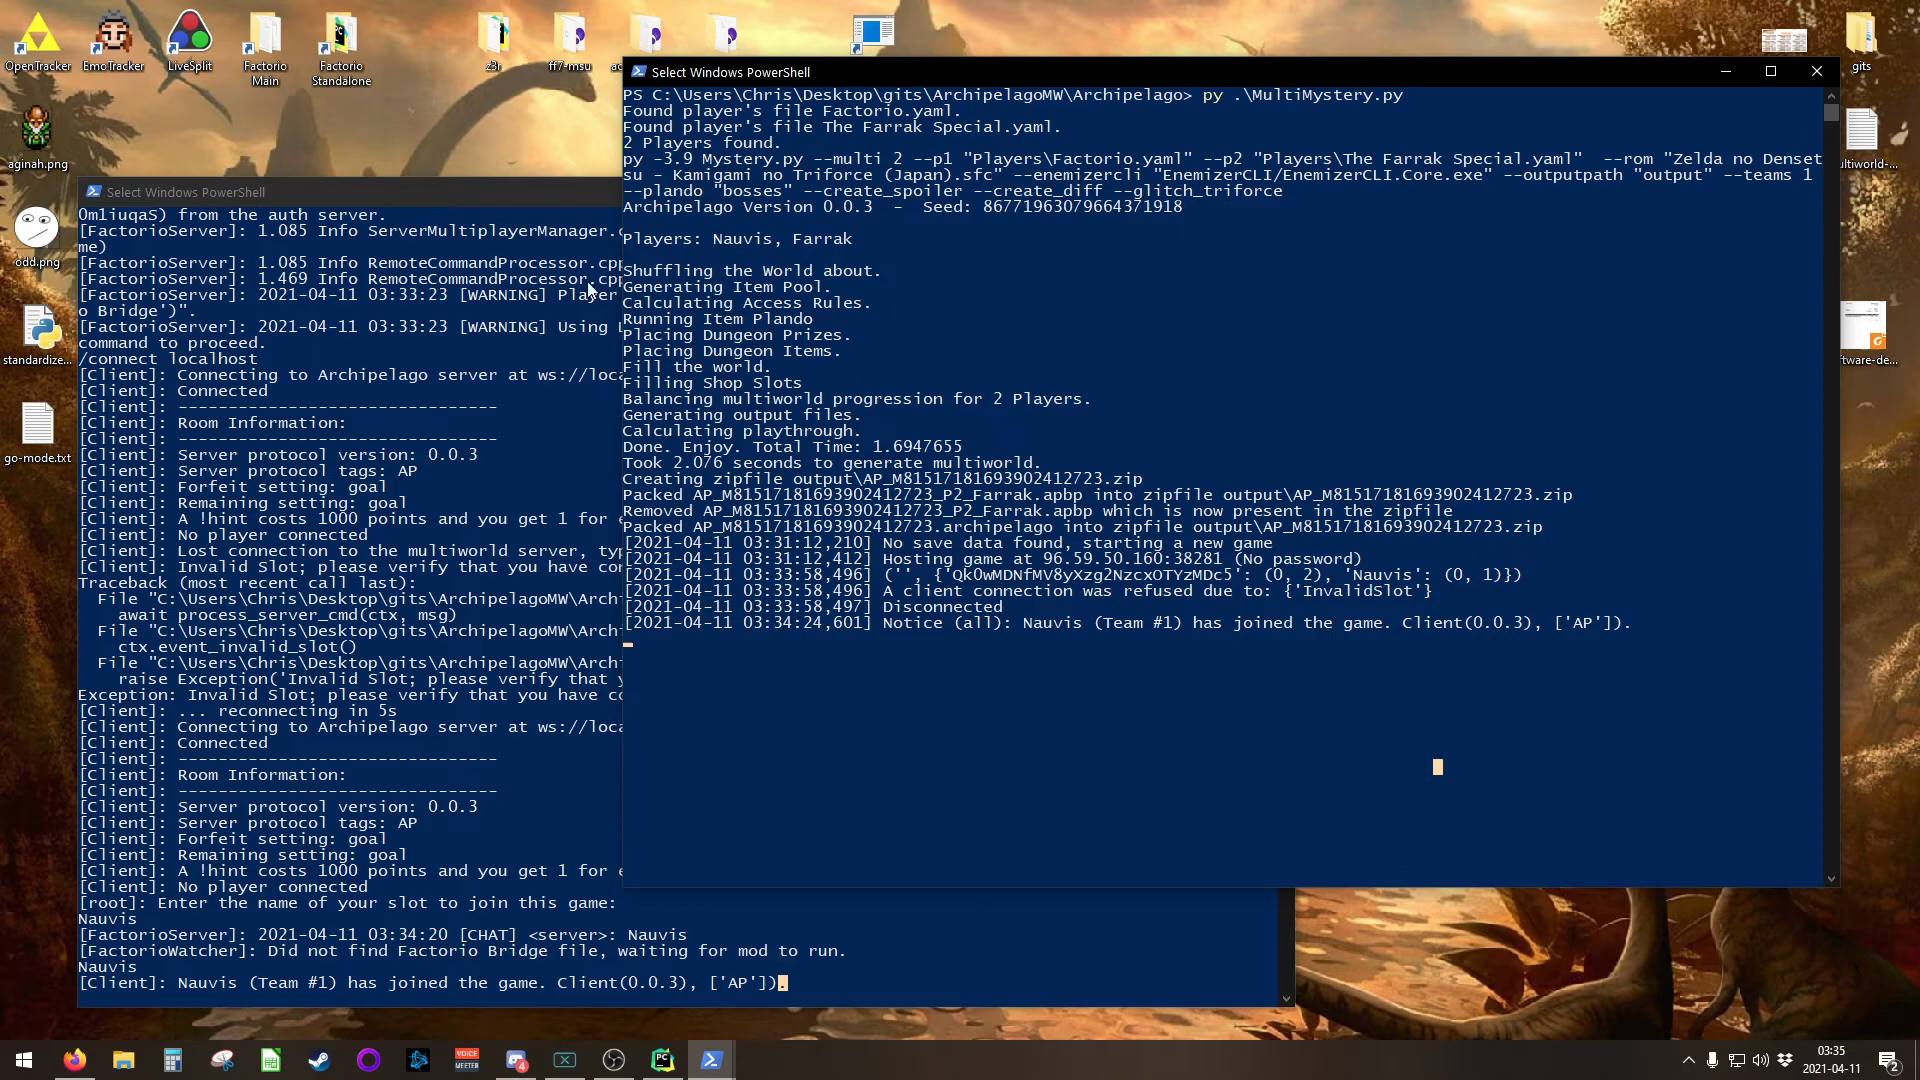 OpenTracker
EmoTracker
LiveSplit
Factorio
Main
Factorio
Standalone
z3r
ff7-msu
gits
aginah.png
odd.png
standardize...
go-mode.txt
ultiworld-...
ftware-de...
Select Windows PowerShell
PS C:\Users\Chris\Desktop\gits\ArchipelagoMW\Archipelago> py .\MultiMystery.py
Found player's file Factorio.yaml.
Found player's file The Farrak Special.yaml.
2 Players found.
py -3.9 Mystery.py --multi 2 --p1 "Players\Factorio.yaml" --p2 "Players\The Farrak Special.yaml"  --rom "Zelda no Denset
su - Kamigami no Triforce (Japan).sfc" --enemizercli "EnemizerCLI/EnemizerCLI.Core.exe" --outputpath "output" --teams 1
--plando "bosses" --create_spoiler --create_diff --glitch_triforce
Archipelago Version 0.0.3  -  Seed: 86771963079664371918
Players: Nauvis, Farrak
Shuffling the World about.
Generating Item Pool.
Calculating Access Rules.
Running Item Plando
Placing Dungeon Prizes.
Placing Dungeon Items.
Fill the world.
Filling Shop Slots
Balancing multiworld progression for 2 Players.
Generating output files.
Calculating playthrough.
Done. Enjoy. Total Time: 1.6947655
Took 2.076 seconds to generate multiworld.
Creating zipfile output\AP_M81517181693902412723.zip
Packed AP_M81517181693902412723_P2_Farrak.apbp into zipfile output\AP_M81517181693902412723.zip
Removed AP_M81517181693902412723_P2_Farrak.apbp which is now present in the zipfile
Packed AP_M81517181693902412723.archipelago into zipfile output\AP_M81517181693902412723.zip
[2021-04-11 03:31:12,210] No save data found, starting a new game
[2021-04-11 03:31:12,412] Hosting game at 96.59.50.160:38281 (No password)
[2021-04-11 03:33:58,496] ('', {'Qk0wMDNfMV8yXzg2NzcxOTYzMDc5': (0, 2), 'Nauvis': (0, 1)})
[2021-04-11 03:33:58,496] A client connection was refused due to: {'InvalidSlot'}
[2021-04-11 03:33:58,497] Disconnected
[2021-04-11 03:34:24,601] Notice (all): Nauvis (Team #1) has joined the game. Client(0.0.3), ['AP']).
Select Windows PowerShell
0m1iuqaS) from the auth server.
[FactorioServer]: 1.085 Info ServerMultiplayerManager.c
me)
[FactorioServer]: 1.085 Info RemoteCommandProcessor.cpp
[FactorioServer]: 1.469 Info RemoteCommandProcessor.cpp
[FactorioServer]: 2021-04-11 03:33:23 [WARNING] Player
o Bridge')".
[FactorioServer]: 2021-04-11 03:33:23 [WARNING] Using L
command to proceed.
/connect localhost
[Client]: Connecting to Archipelago server at ws://loca
[Client]: Connected
[Client]: --------------------------------
[Client]: Room Information:
[Client]: --------------------------------
[Client]: Server protocol version: 0.0.3
[Client]: Server protocol tags: AP
[Client]: Forfeit setting: goal
[Client]: Remaining setting: goal
[Client]: A !hint costs 1000 points and you get 1 for e
[Client]: No player connected
[Client]: Lost connection to the multiworld server, typ
[Client]: Invalid Slot; please verify that you have con
Traceback (most recent call last):
File "C:\Users\Chris\Desktop\gits\ArchipelagoMW\Archi
await process_server_cmd(ctx, msg)
File "C:\Users\Chris\Desktop\gits\ArchipelagoMW\Archi
ctx.event_invalid_slot()
File "C:\Users\Chris\Desktop\gits\ArchipelagoMW\Archi
raise Exception('Invalid Slot; please verify that y
Exception: Invalid Slot; please verify that you have co
[Client]: ... reconnecting in 5s
[Client]: Connecting to Archipelago server at ws://loca
[Client]: Connected
[Client]: --------------------------------
[Client]: Room Information:
[Client]: --------------------------------
[Client]: Server protocol version: 0.0.3
[Client]: Server protocol tags: AP
[Client]: Forfeit setting: goal
[Client]: Remaining setting: goal
[Client]: A !hint costs 1000 points and you get 1 for e
[Client]: No player connected
[root]: Enter the name of your slot to join this game:
Nauvis
[FactorioServer]: 2021-04-11 03:34:20 [CHAT] <server>: Nauvis
[FactorioWatcher]: Did not find Factorio Bridge file, waiting for mod to run.
Nauvis
[Client]: Nauvis (Team #1) has joined the game. Client(0.0.3), ['AP']).
VOICE
MEETER
4
PC
03:35
2021-04-11
2